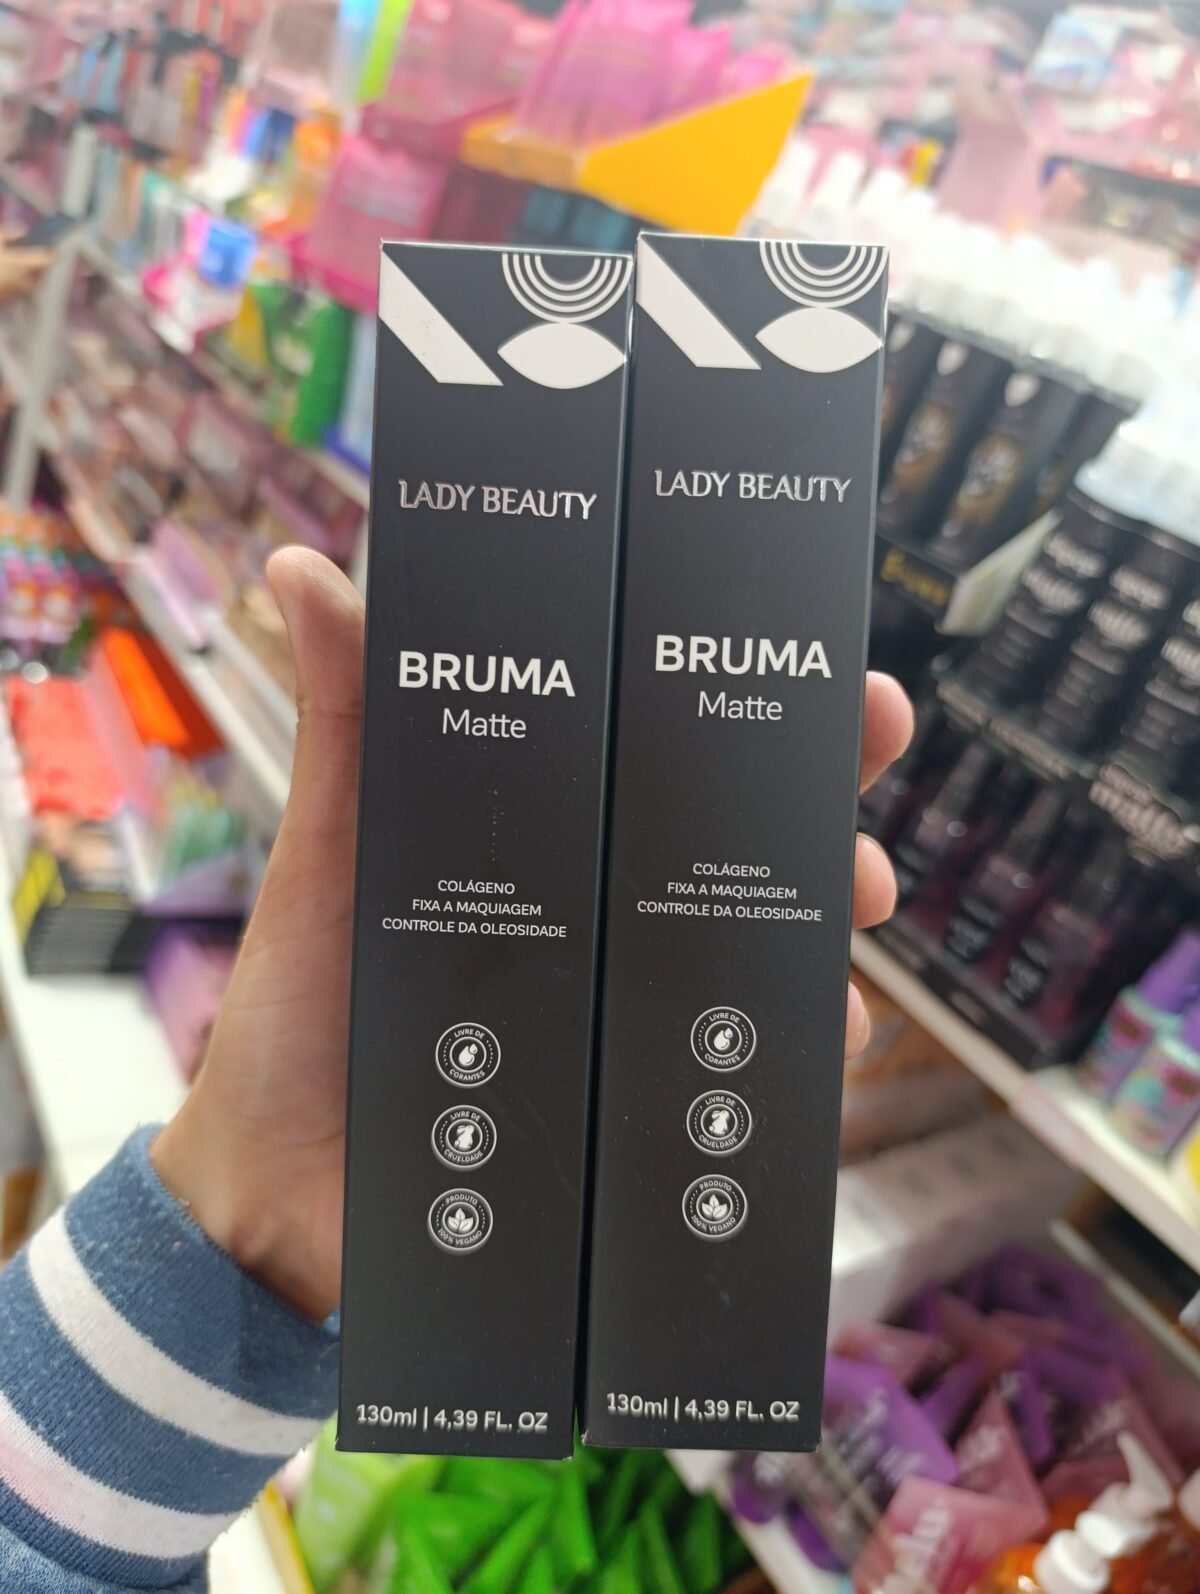 LADY BEAUTY
BRUMA
Matte
COLÁGENO
FIXA A MAQUIAGEM
CONTROLE DA OLEOSIDADE
LIVRE DE
CORANTES
LIVRE DE
CRUELDADE
PRODUTO
100% VEGANO
130ml | 4,39 FL. OZ
LADY BEAUTY
BRUMA
Matte
COLÁGENO
FIXA A MAQUIAGEM
CONTROLE DA OLEOSIDADE
LIVRE DE
CORANTES
LIVRE DE
CRUELDADE
PRODUTO
100% VEGANO
130ml | 4,39 FL. OZ